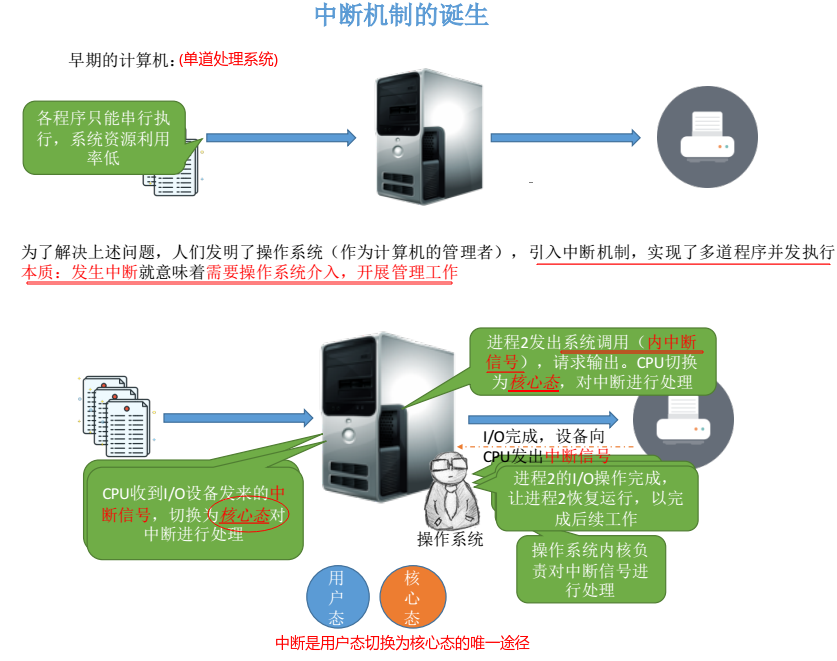 中断机制的诞生
早期的计算机：(单道处理系统)
各程序只能串行执
行，系统资源利用
率低
为了解决上述问题，人们发明了操作系统（作为计算机的管理者），引入中断机制，实现了多道程序并发执行
本质：发生中断就意味着需要操作系统介入，开展管理工作
进程2发出系统调用（内中断
信号），请求输出。CPU切换
为核心态，对中断进行处理
I/O完成，设备向
CPU发出中断信号
CPU收到I/O设备发来的中
断信号，切换为核心态对
中断进行处理
进程2的I/O操作完成，
让进程2恢复运行，以完
成后续工作
操作系统
操作系统内核负
责对中断信号进
行处理
用
户
态
核
心
态
中断是用户态切换为核心态的唯一途径